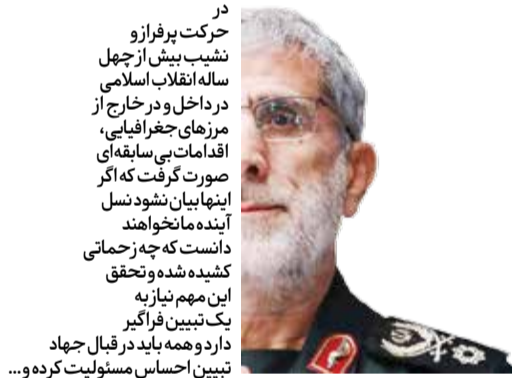 در
حرکت پرفراز و
نشیب بیش از چهل
ساله انقلاب اسلامی
در داخل و در خارج از
مرزهای جغرافیایی،
اقدامات بی‌سابقه‌ای
صورت گرفت که اگر
اینها بیان نشود نسل
آینده ما نخواهند
دانست که چه زحماتی
کشیده شده و تحقق
این مهم نیاز به
یک تبیین فراگیر
دارد و همه باید در قبال جهاد
تبیین احساس مسئولیت کرده و...